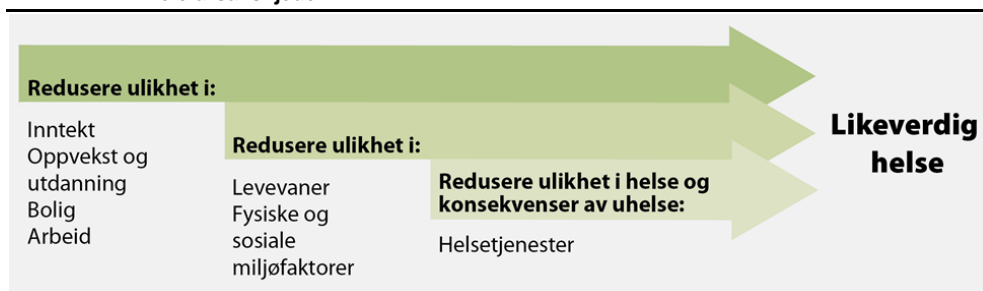 Redusere ulikhet i:
Inntekt
Oppvekst og
utdanning
Bolig
Arbeid
Redusere ulikhet i:
Levevaner
Fysiske og
sosiale
miljøfaktorer
Redusere ulikhet i helse og
konsekvenser av uhelse:
Helsetjenester
Likeverdig
helse